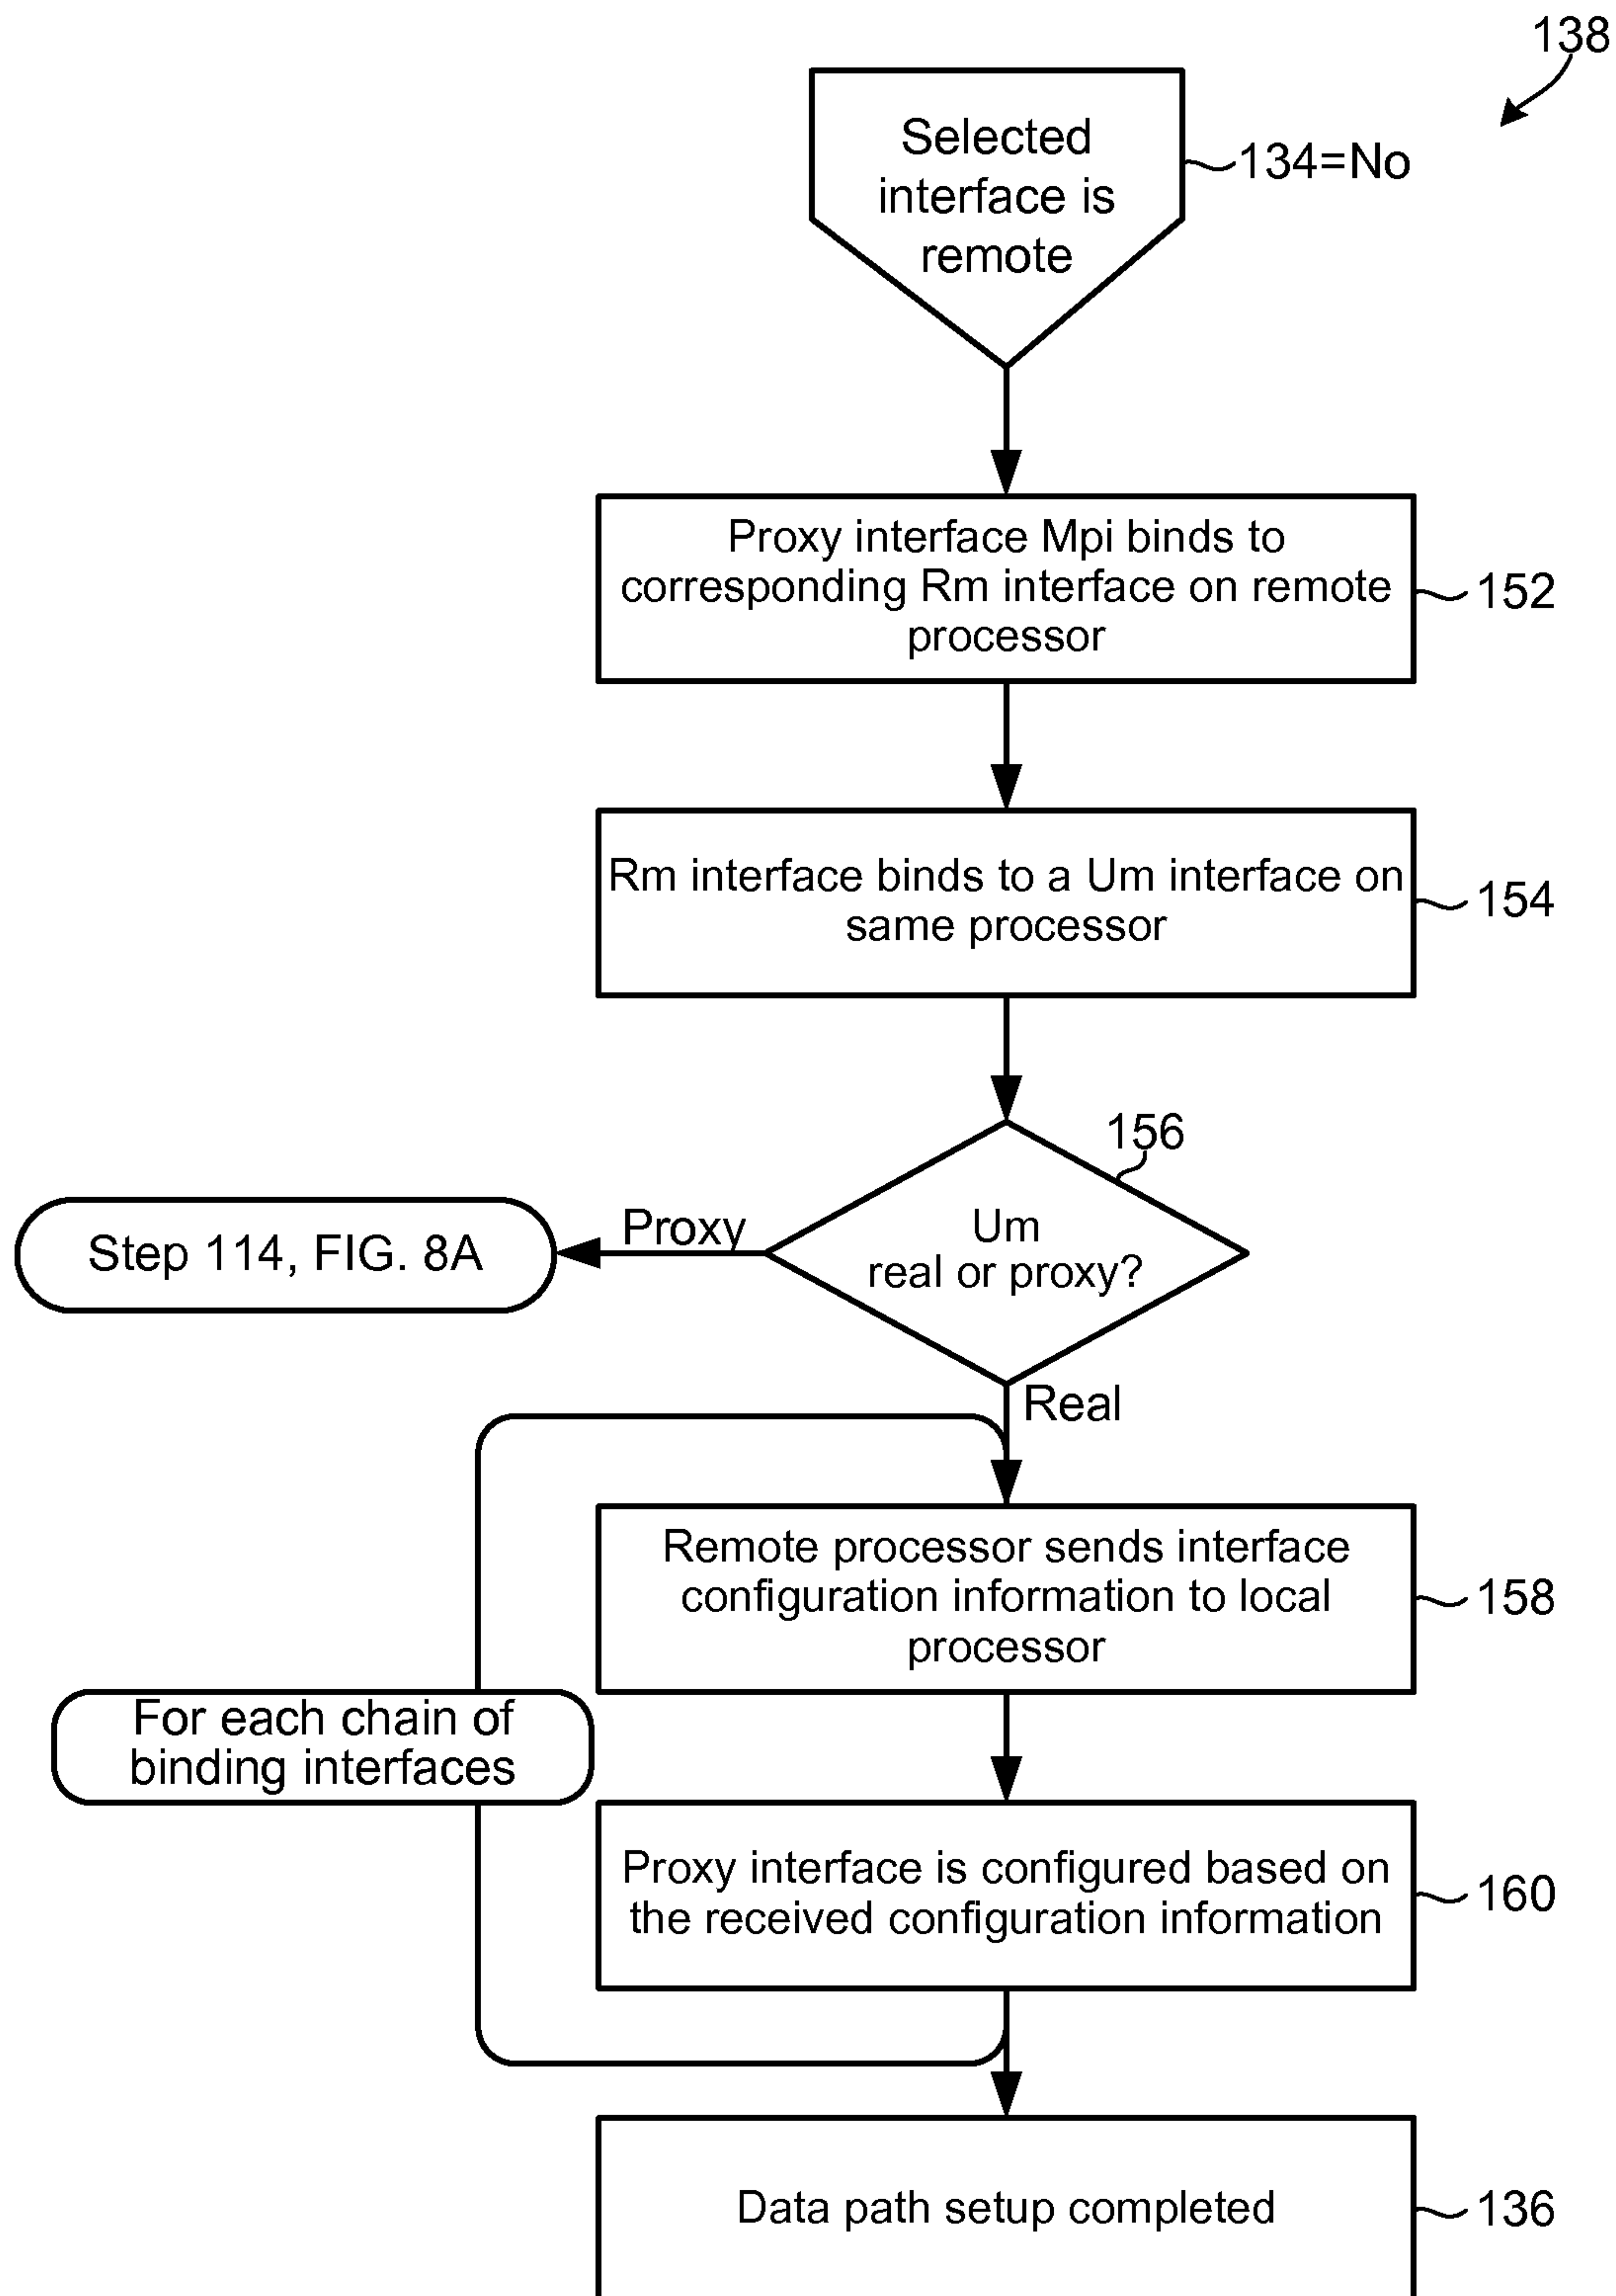 138
Selected
interface is
remote
134=No
Proxy interface Mpi binds to
corresponding Rm interface on remote
processor
152
Rm interface binds to a Um interface on
same processor
154
156
Um
real or proxy?
Proxy
Step 114, FIG. 8A
Real
Remote processor sends interface
configuration information to local
processor
158
For each chain of
binding interfaces
Proxy interface is configured based on
the received configuration information
160
Data path setup completed
136